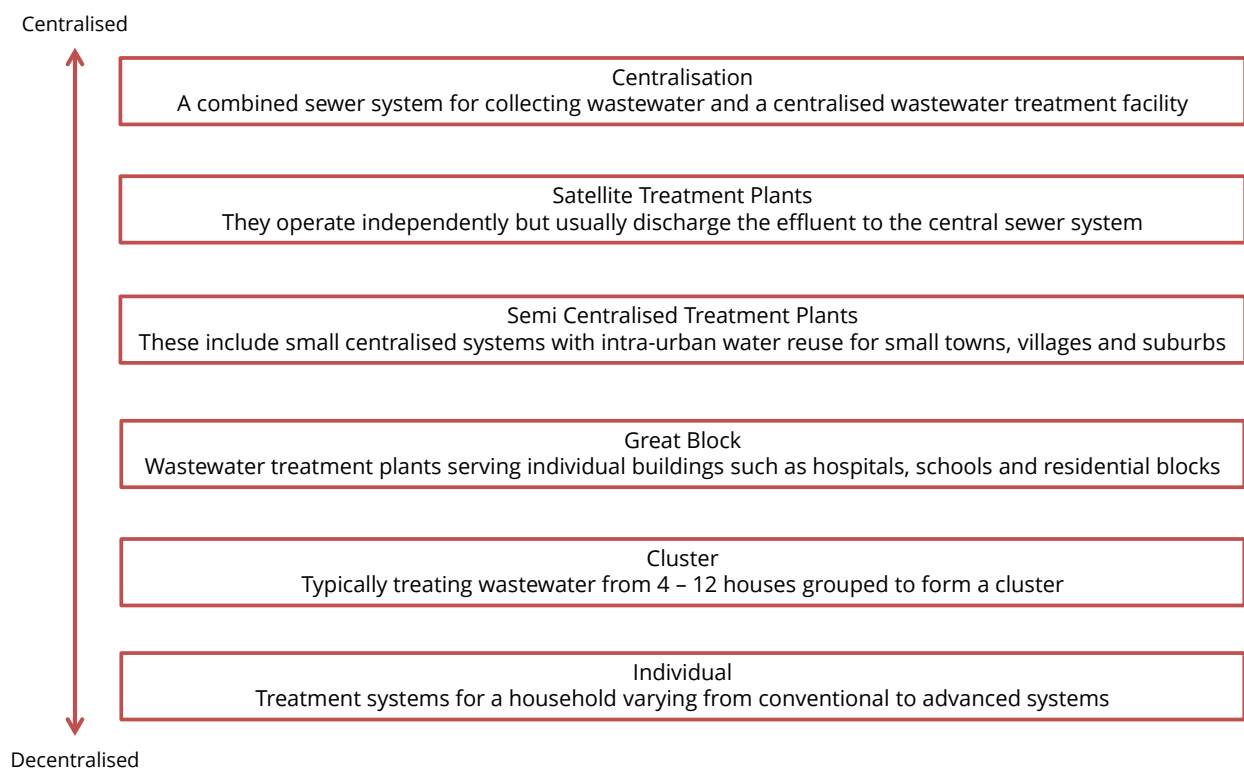 Centralised
Centralisation
A combined sewer system for collecting wastewater and a centralised wastewater treatment facility
Satellite Treatment Plants
They operate independently but usually discharge the effluent to the central sewer system
Semi Centralised Treatment Plants
These include small centralised systems with intra-urban water reuse for small towns, villages and suburbs
Great Block
Wastewater treatment plants serving individual buildings such as hospitals, schools and residential blocks
Cluster
Typically treating wastewater from 4 – 12 houses grouped to form a cluster
Individual
Treatment systems for a household varying from conventional to advanced systems
Decentralised